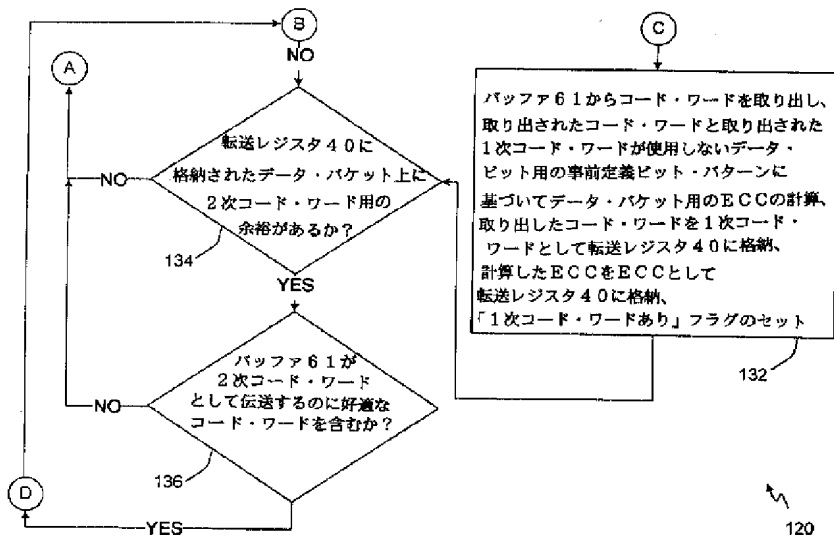 B
NO
A
転送レジスタ40に
格納されたデータ・パケット上に
2次コード・ワード用の
余裕があるか?
NO
134
YES
バッファ61が
2次コード・ワード
として伝送するのに好適な
コード・ワードを含むか?
NO
136
D
YES
C
バッファ61からコード・ワードを取り出し、
取り出されたコード・ワードと取り出された
1次コード・ワードが使用しないデータ・
ビット用の事前定義ビット・パターンに
基づいてデータ・パケット用のECCの計算、
取り出したコード・ワードを1次コード・
ワードとして転送レジスタ40に格納、
計算したECCをECCとして
転送レジスタ40に格納、
「1次コード・ワードあり」フラグのセット
132
120